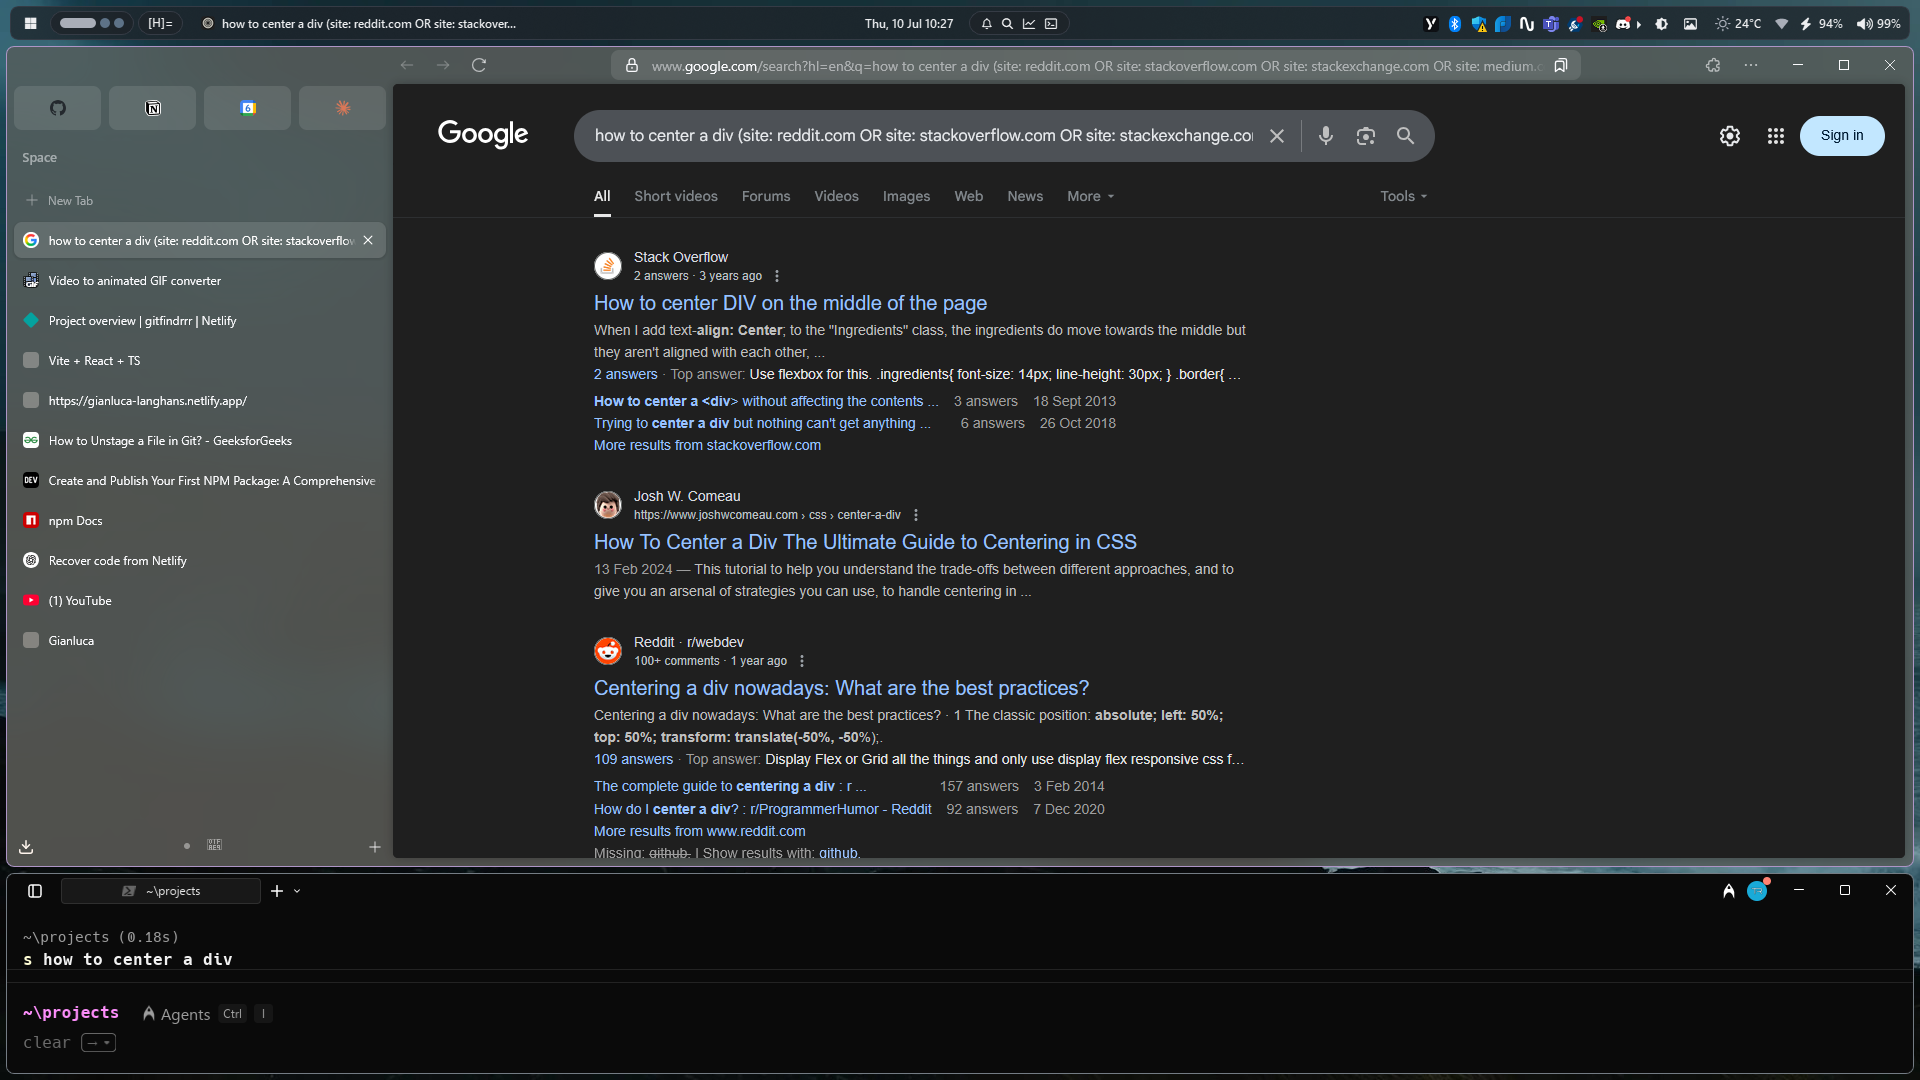 [H]=
how to center a div (site: reddit.com OR site: stackover...
Thu, 10 Jul 10:27
24°C
94%
99%
www.google.com/search?hl=en&q=how to center a div (site: reddit.com OR site: stackoverflow.com OR site: stackexchange.com OR site: medium.c
Space
New Tab
how to center a div (site: reddit.com OR site: stackoverflow
Video to animated GIF converter
Project overview | gitfindrrr | Netlify
Vite + React + TS
https://gianluca-langhans.netlify.app/
How to Unstage a File in Git? - GeeksforGeeks
DEV
Create and Publish Your First NPM Package: A Comprehensive
npm Docs
Recover code from Netlify
(1) YouTube
Gianluca
Google
how to center a div (site: reddit.com OR site: stackoverflow.com OR site: stackexchange.co
Sign in
All
Short videos
Forums
Videos
Images
Web
News
More
Tools
Stack Overflow
2 answers · 3 years ago
How to center DIV on the middle of the page
When I add text-align: Center; to the "Ingredients" class, the ingredients do move towards the middle but
they aren't aligned with each other, ...
2 answers · Top answer: Use flexbox for this. .ingredients{ font-size: 14px; line-height: 30px; } .border{ ...
How to center a <div> without affecting the contents ... 3 answers 18 Sept 2013
Trying to center a div but nothing can't get anything ... 6 answers 26 Oct 2018
More results from stackoverflow.com
Josh W. Comeau
https://www.joshwcomeau.com › css › center-a-div
How To Center a Div The Ultimate Guide to Centering in CSS
13 Feb 2024 — This tutorial to help you understand the trade-offs between different approaches, and to
give you an arsenal of strategies you can use, to handle centering in ...
Reddit · r/webdev
100+ comments · 1 year ago
Centering a div nowadays: What are the best practices?
Centering a div nowadays: What are the best practices? · 1 The classic position: absolute; left: 50%;
top: 50%; transform: translate(-50%, -50%);.
109 answers · Top answer: Display Flex or Grid all the things and only use display flex responsive css f...
The complete guide to centering a div : r ... 157 answers 3 Feb 2014
How do I center a div? : r/ProgrammerHumor - Reddit 92 answers 7 Dec 2020
More results from www.reddit.com
Missing: github. | Show results with: github.
~\projects
~\projects (0.18s)
s how to center a div
~\projects
Agents Ctrl I
clear